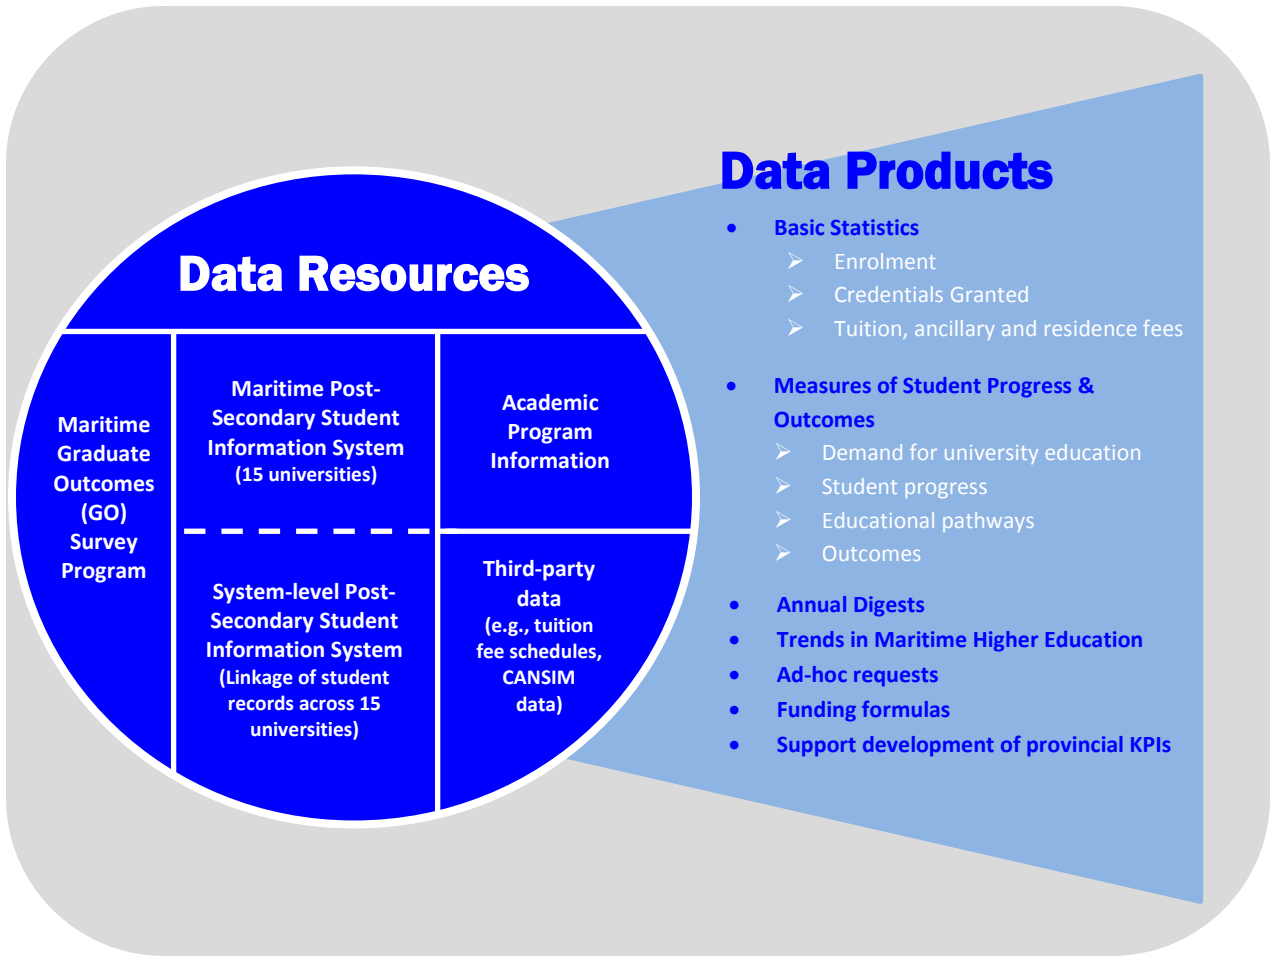 Data Resources
Maritime
Graduate
Outcomes
(GO)
Survey
Program
Maritime Post-
Secondary Student
Information System
(15 universities)
System-level Post-
Secondary Student
Information System
(Linkage of student
records across 15
universities)
Academic
Program
Information
Third-party
data
(e.g., tuition
fee schedules,
CANSIM
data)
Data Products
• Basic Statistics
➢ Enrolment
➢ Credentials Granted
➢ Tuition, ancillary and residence fees
• Measures of Student Progress &
Outcomes
➢ Demand for university education
➢ Student progress
➢ Educational pathways
➢ Outcomes
• Annual Digests
• Trends in Maritime Higher Education
• Ad-hoc requests
• Funding formulas
• Support development of provincial KPIs